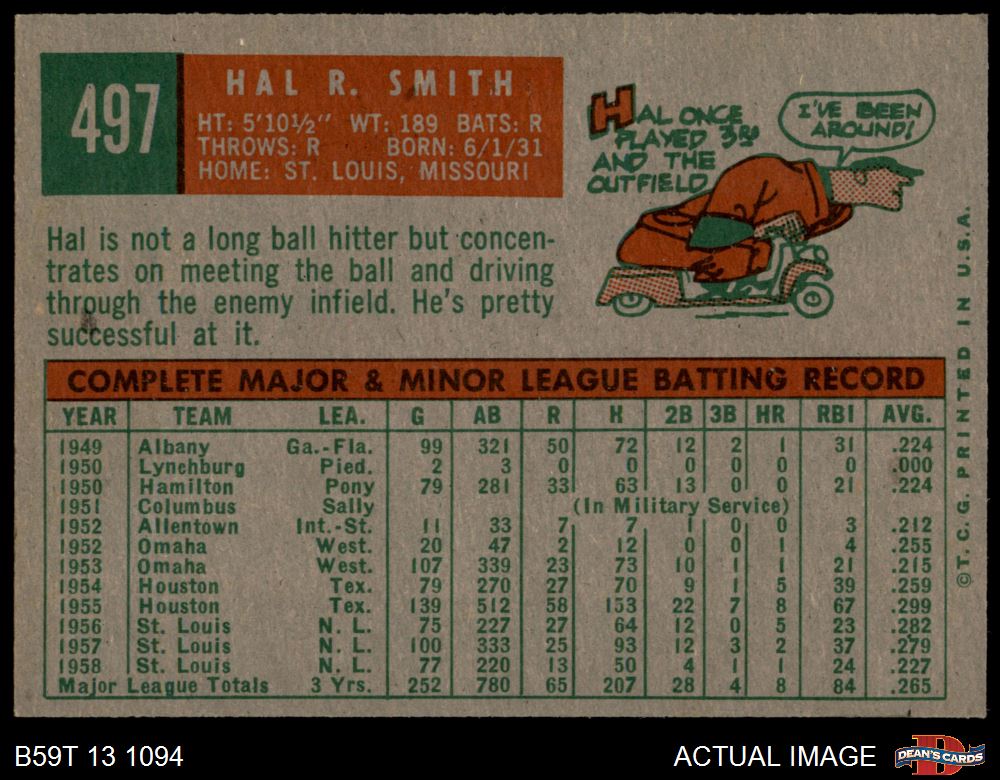 497
HAL R. SMITH
HT: 5'10½" WT: 189 BATS: R
THROWS: R BORN: 6/1/31
HOME: ST. LOUIS, MISSOURI
HAL ONCE
PLAYED 3RD
AND THE
OUTFIELD
I'VE BEEN
AROUND!
Hal is not a long ball hitter but concen-
trates on meeting the ball and driving
through the enemy infield. He's pretty
successful at it.
COMPLETE MAJOR & MINOR LEAGUE BATTING RECORD
YEAR TEAM LEA. G AB R H 2B 3B HR RBI AVG.
1949 Albany Ga.-Fla. 99 321 50 72 12 2 1 31 .224
1950 Lynchburg Pied. 2 3 0 0 0 0 0 0 .000
1950 Hamilton Pony 79 281 33 63 13 0 0 21 .224
1951 Columbus Sally (In Military Service)
1952 Allentown Int.-St. 11 33 7 7 1 0 0 3 .212
1952 Omaha West. 20 47 2 12 0 0 1 4 .255
1953 Omaha West. 107 339 23 73 10 1 1 21 .215
1954 Houston Tex. 79 270 27 70 9 1 5 39 .259
1955 Houston Tex. 139 512 58 153 22 7 8 67 .299
1956 St. Louis N. L. 75 227 27 64 12 0 5 23 .282
1957 St. Louis N. L. 100 333 25 93 12 3 2 37 .279
1958 St. Louis N. L. 77 220 13 50 4 1 1 24 .227
Major League Totals 3 Yrs. 252 780 65 207 28 4 8 84 .265
©T. C. G. PRINTED IN U.S.A.
B59T 13 1094
ACTUAL IMAGE
D
DEAN'S CARDS